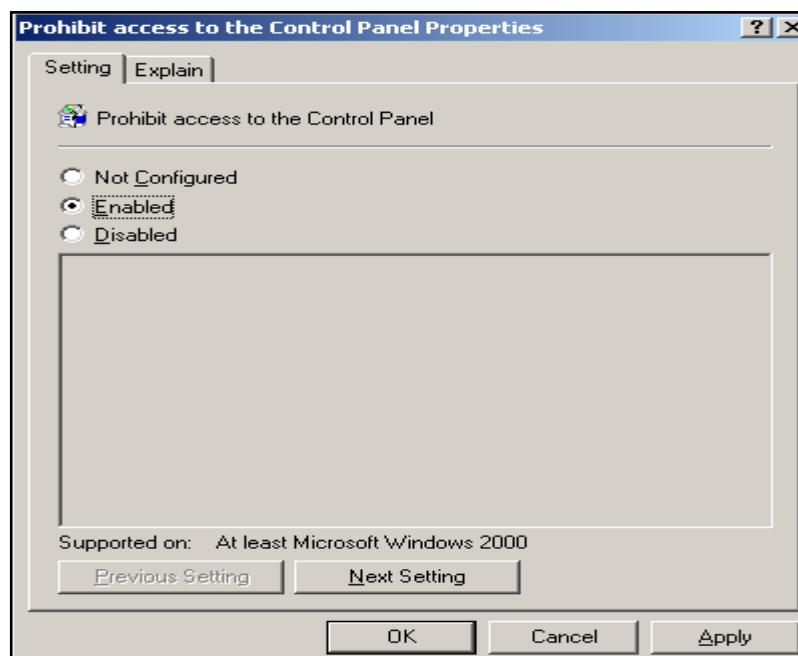 Prohibit access to the Control Panel Properties
Setting
Explain
Prohibit access to the Control Panel
Not Configured
Enabled
Disabled
Supported on: At least Microsoft Windows 2000
Previous Setting
Next Setting
OK
Cancel
Apply